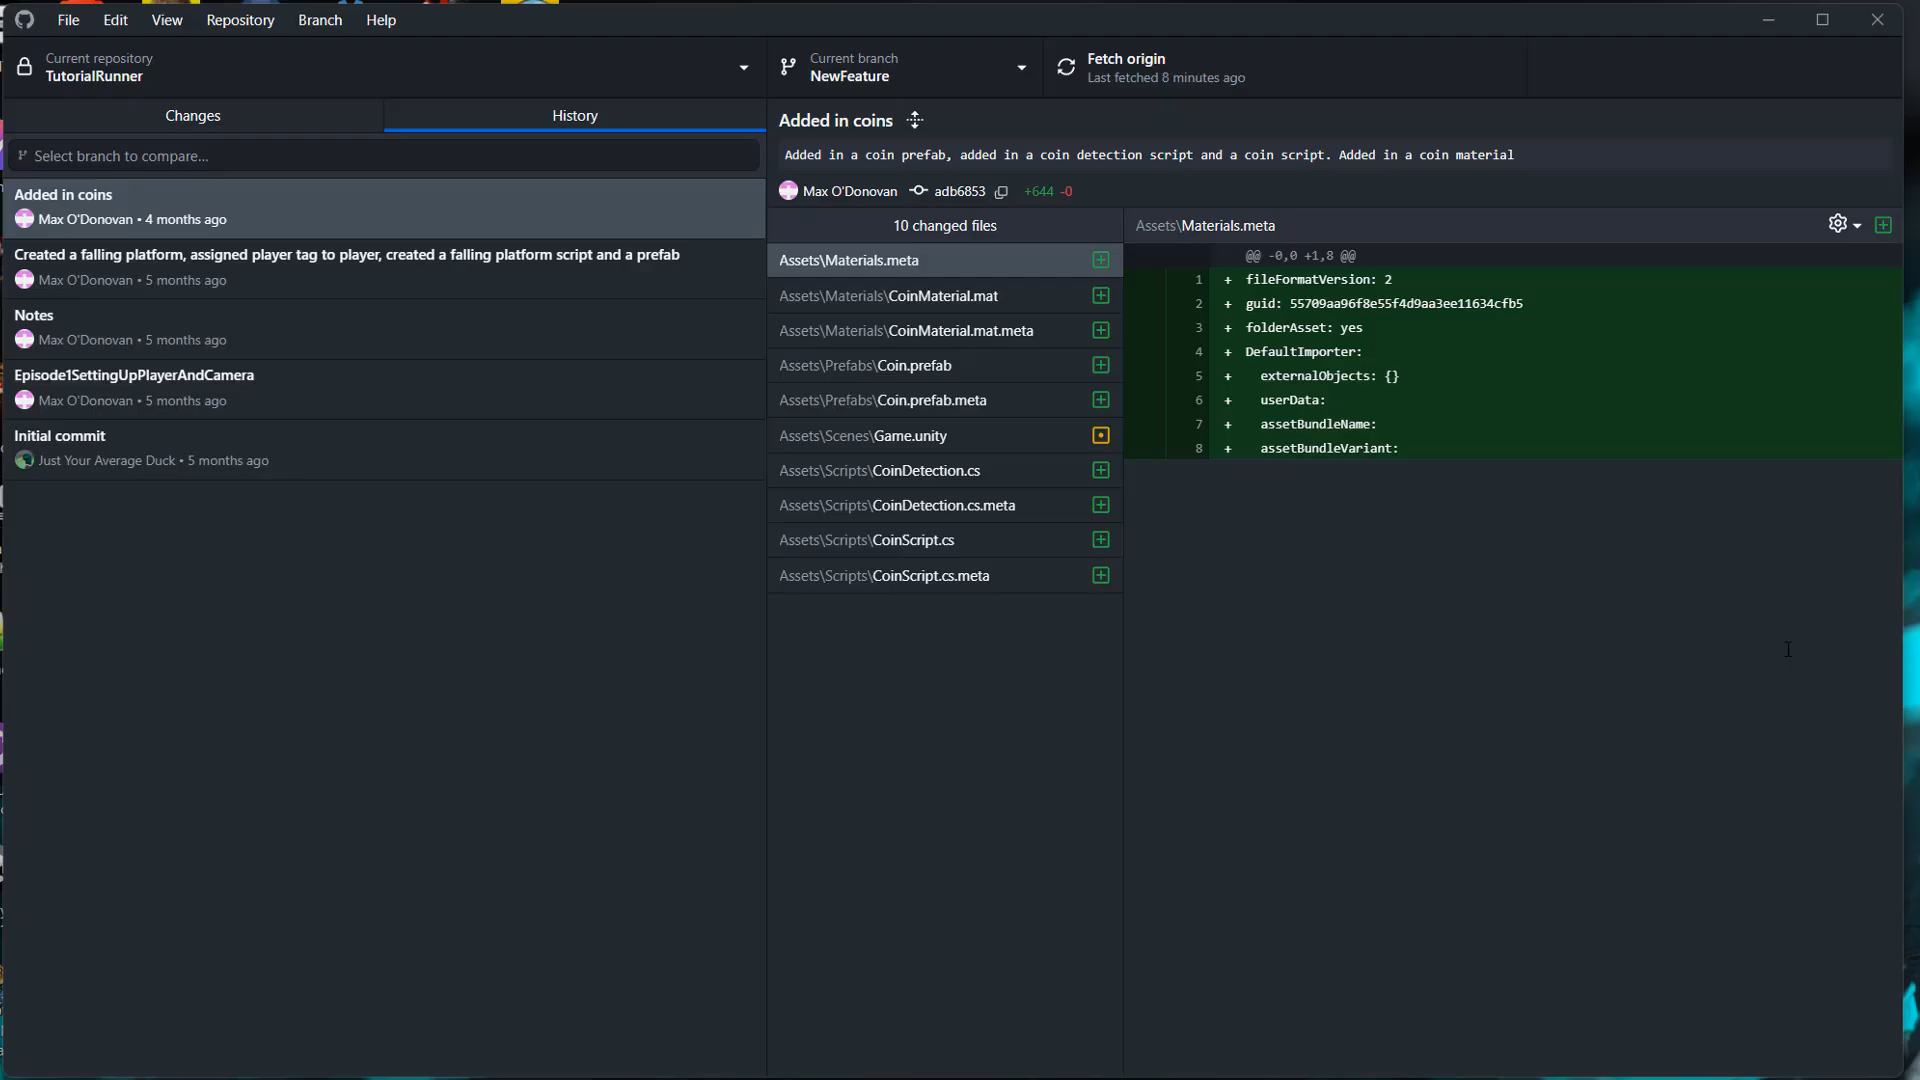 File Edit View Repository Branch Help
Current repository
TutorialRunner
Current branch
NewFeature
Fetch origin
Last fetched 8 minutes ago
Changes
History
Select branch to compare...
Added in coins
Max O'Donovan • 4 months ago
Created a falling platform, assigned player tag to player, created a falling platform script and a prefab
Max O'Donovan • 5 months ago
Notes
Max O'Donovan • 5 months ago
Episode1SettingUpPlayerAndCamera
Max O'Donovan • 5 months ago
Initial commit
Just Your Average Duck • 5 months ago
Added in coins
Added in a coin prefab, added in a coin detection script and a coin script. Added in a coin material
Max O'Donovan adb6853 +644 -0
10 changed files
Assets\Materials.meta
Assets\Materials\CoinMaterial.mat
Assets\Materials\CoinMaterial.mat.meta
Assets\Prefabs\Coin.prefab
Assets\Prefabs\Coin.prefab.meta
Assets\Scenes\Game.unity
Assets\Scripts\CoinDetection.cs
Assets\Scripts\CoinDetection.cs.meta
Assets\Scripts\CoinScript.cs
Assets\Scripts\CoinScript.cs.meta
Assets\Materials.meta
@@ -0,0 +1,8 @@
1 + fileFormatVersion: 2
2 + guid: 55709aa96f8e55f4d9aa3ee11634cfb5
3 + folderAsset: yes
4 + DefaultImporter:
5 + externalObjects: {}
6 + userData:
7 + assetBundleName:
8 + assetBundleVariant: